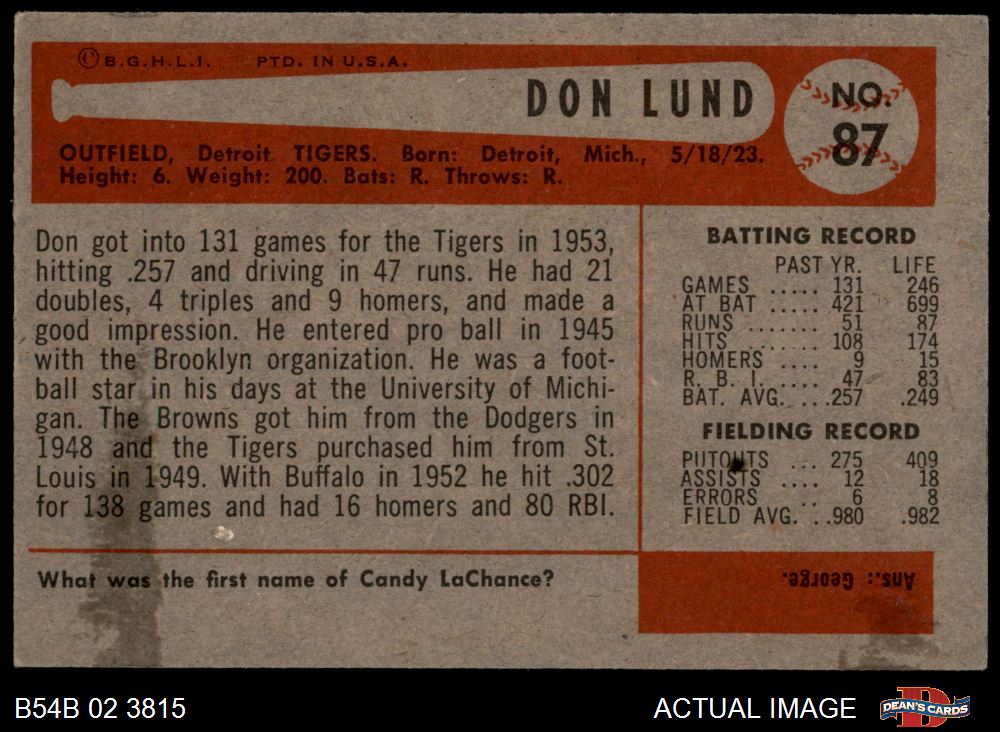 © B.G.H.L.I. PTD. IN U.S.A.
DON LUND
NO.
87
OUTFIELD, Detroit TIGERS. Born: Detroit, Mich., 5/18/23.
Height: 6. Weight: 200. Bats: R. Throws: R.
Don got into 131 games for the Tigers in 1953,
hitting .257 and driving in 47 runs. He had 21
doubles, 4 triples and 9 homers, and made a
good impression. He entered pro ball in 1945
with the Brooklyn organization. He was a foot-
ball star in his days at the University of Michi-
gan. The Browns got him from the Dodgers in
1948 and the Tigers purchased him from St.
Louis in 1949. With Buffalo in 1952 he hit .302
for 138 games and had 16 homers and 80 RBI.
BATTING RECORD
PAST YR. LIFE
GAMES ..... 131 246
AT BAT ..... 421 699
RUNS ....... 51 87
HITS ....... 108 174
HOMERS .... 9 15
R. B. I. .... 47 83
BAT. AVG. ...257 .249
FIELDING RECORD
PUTOUTS ... 275 409
ASSISTS .... 12 18
ERRORS .. 6 8
FIELD AVG. ..980 .982
What was the first name of Candy LaChance?
Ans.: George.
B54B 02 3815
ACTUAL IMAGE
D
DEAN'S CARDS